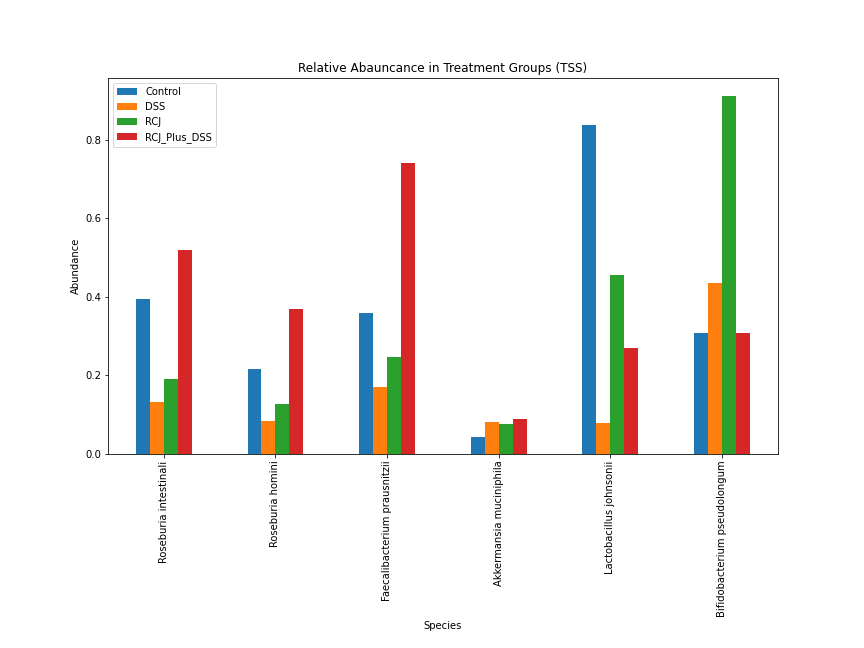 Relative Abauncance in Treatment Groups (TSS)
Control
DSS
RCJ
RCJ_Plus_DSS
Abundance
0.8
0.6
0.4
0.2
0.0
Roseburia intestinali
Roseburia homini
Faecalibacterium prausnitzii
Akkermansia muciniphila
Lactobacillus johnsonii
Bifidobacterium pseudolongum
Species